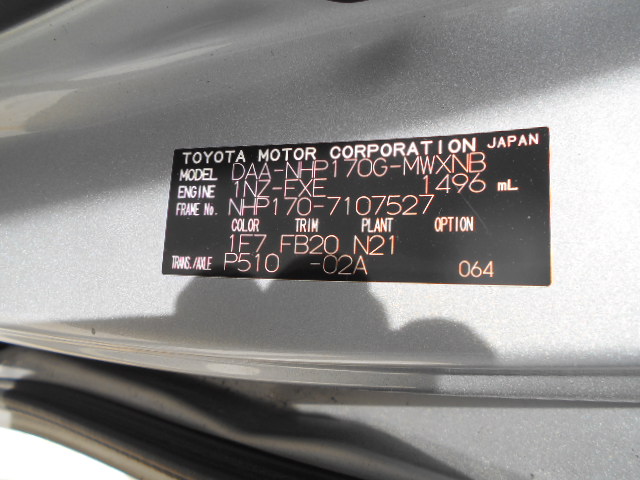 TOYOTA MOTOR CORPORATION JAPAN
MODEL DAA-NHP170G-MWXNB
ENGINE 1NZ-FXE 1496 mL
FRAME No. NHP170-7107527
COLOR TRIM PLANT OPTION
1F7 FB20 N21
TRANS./AXLE P510 -02A 064